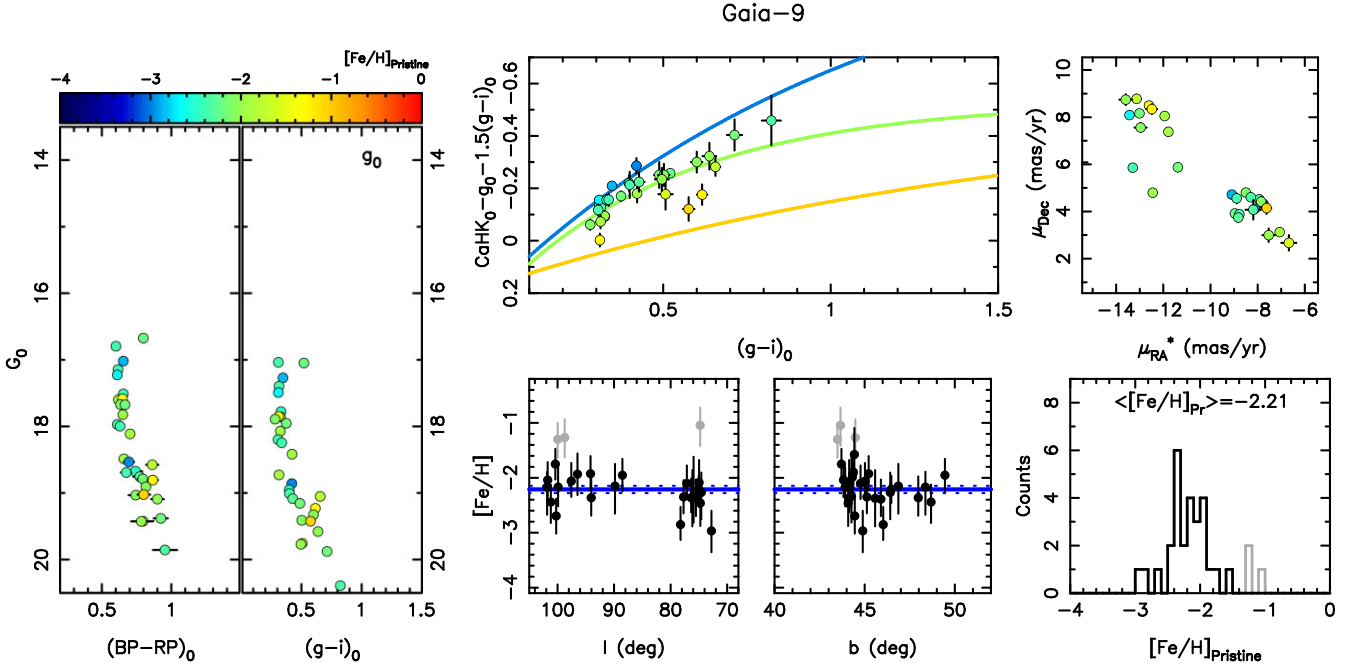 Gaia−9
[Fe/H]Pristine
−4 −3 −2 −1 0
G0
14 16 18 20
g0
14 16 18 20
0.5 1
0.5 1 1.5
(BP−RP)0
(g−i)0
CaHK0−g0−1.5(g−i)0
−0.6 −0.4 −0.2 0 0.2
0.5 1 1.5
(g−i)0
μDec (mas/yr)
10 8 6 4 2
−14 −12 −10 −8 −6
μRA* (mas/yr)
[Fe/H]
−1 −2 −3 −4
100 90 80 70
l (deg)
40 45 50
b (deg)
Counts
8 6 4 2 0
<[Fe/H]Pr>=−2.21
−4 −3 −2 −1 0
[Fe/H]Pristine